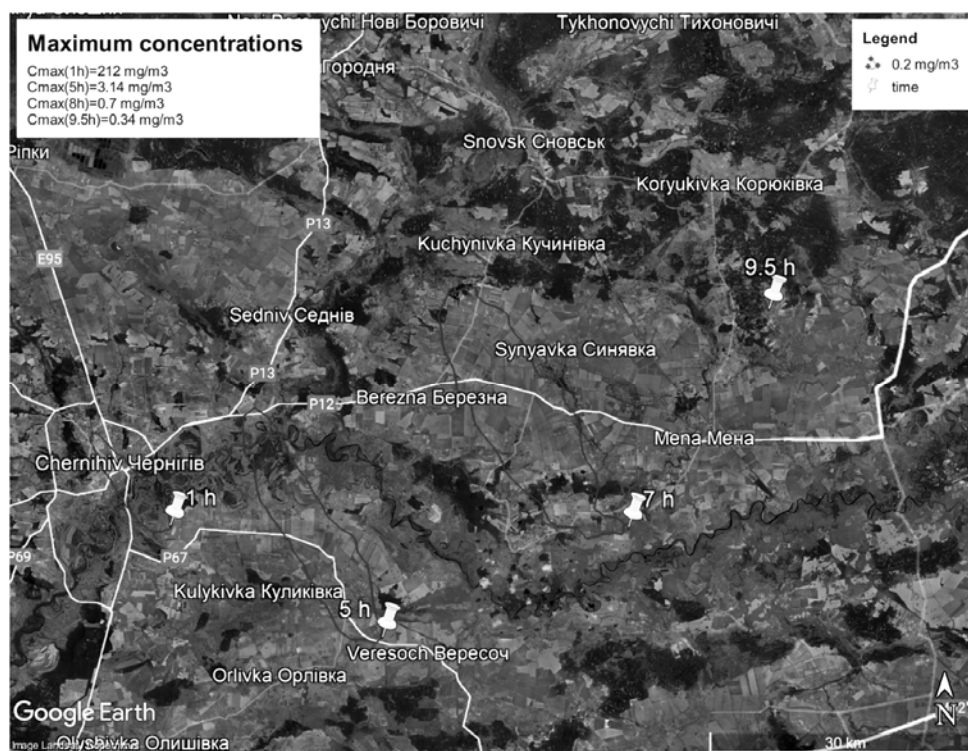 Novi Borovychi Нові Боровичі
Tykhonovychi Тихоновичі
Maximum concentrations
Cmax(1h)=212 mg/m3
Cmax(5h)=3.14 mg/m3
Cmax(8h)=0.7 mg/m3
Cmax(9.5h)=0.34 mg/m3
Legend
0.2 mg/m3
time
Городня
Snovsk Сновськ
Ріпки
Koryukivka Корюківка
P13
Kuchynivka Кучинівка
E95
9.5 h
Sedniv Седнів
Synyavka Синявка
P13
Berezna Березна
P12
Mena Мена
Chernihiv Чернігів
1 h
7 h
P69
P67
Kulykivka Куликівка
5 h
Veresoch Вересоч
Orlivka Орлівка
N
Google Earth
Olyshivka Олишівка
30 km